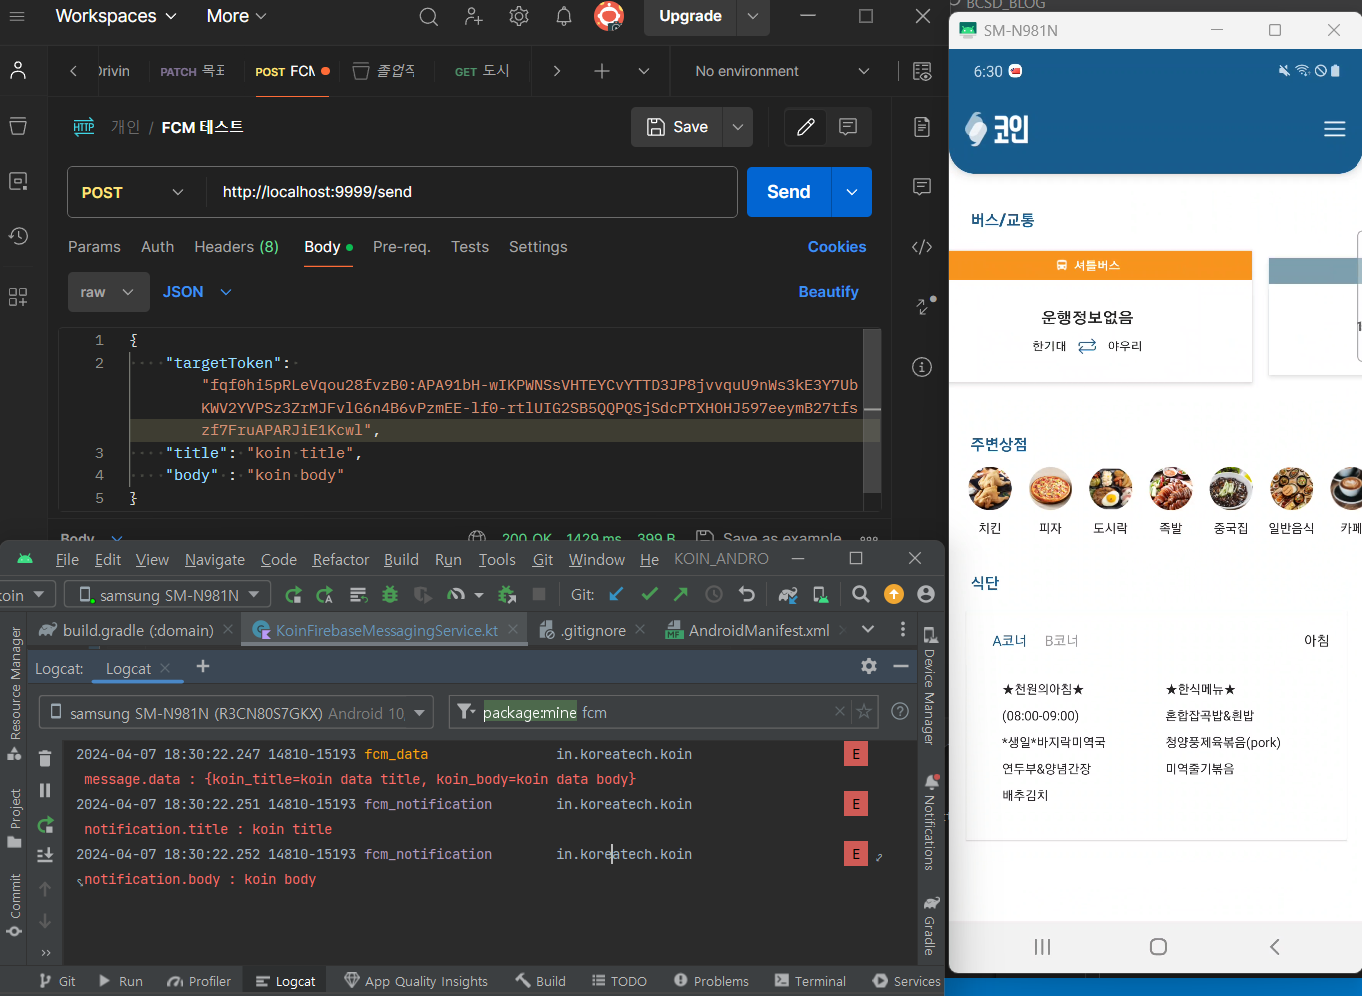 Workspaces
More
Upgrade
BCSD_BLOG
Drivin
PATCH 목표
POST FCM
졸업작
GET 도시
No environment
HTTP 개인 / FCM 테스트
Save
POST
http://localhost:9999/send
Send
Params
Auth
Headers (8)
Body
Pre-req.
Tests
Settings
Cookies
raw
JSON
Beautify
1 {
2 "targetToken":
"fqf0hi5pRLeVqou28fvzB0:APA91bH-wIKPWNSsVHTEYCvYTTD3JP8jvvquU9nWs3kE3Y7Ub
KWV2YVPSz3ZrMJFvlG6n4B6vPzmEE-lf0-rtlUIG2SB5QQPQSjSdcPTXHOHJ597eeymB27tfs
zf7FruAPARJiE1Kcwl",
3 "title": "koin title",
4 "body" : "koin body"
5 }
Body
200 OK
1429 ms
399 B
Save as example
File Edit View Navigate Code Refactor Build Run Tools Git Window He KOIN_ANDRO
koin
samsung SM-N981N
Git:
build.gradle (:domain)
KoinFirebaseMessagingService.kt
.gitignore
MF AndroidManifest.xml
Logcat: Logcat
samsung SM-N981N (R3CN80S7GKX) Android 10,
package:mine fcm
2024-04-07 18:30:22.247 14810-15193 fcm_data in.koreatech.koin E
message.data : {koin_title=koin data title, koin_body=koin data body}
2024-04-07 18:30:22.251 14810-15193 fcm_notification in.koreatech.koin E
notification.title : koin title
2024-04-07 18:30:22.252 14810-15193 fcm_notification in.koreatech.koin E
notification.body : koin body
Resource Manager
Project
Commit
Device Manager
Notifications
Gradle
Git
Run
Profiler
Logcat
App Quality Insights
Build
TODO
Problems
Terminal
Services
SM-N981N
6:30
코인
버스/교통
셔틀버스
운행정보없음
한기대
야우리
주변상점
치킨
피자
도시락
족발
중국집
일반음식
카페
식단
A코너
B코너
아침
★천원의아침★
(08:00-09:00)
*생일*바지락미역국
연두부&양념간장
배추김치
★한식메뉴★
혼합잡곡밥&흰밥
청양풍제육볶음(pork)
미역줄기볶음